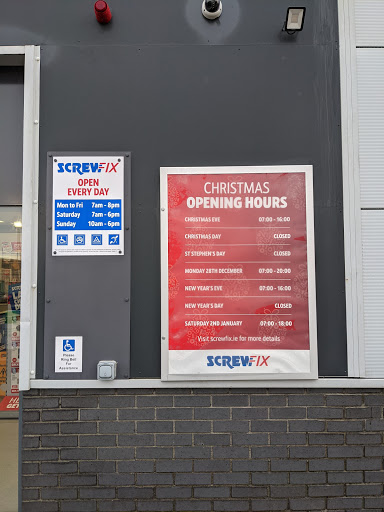 SCREWFIX
OPEN
EVERY DAY
Mon to Fri 7am - 8pm
Saturday 7am - 6pm
Sunday 10am - 6pm
Please
Ring Bell
For
Assistance
CHRISTMAS
OPENING HOURS
CHRISTMAS EVE 07:00 - 16:00
CHRISTMAS DAY CLOSED
ST STEPHEN'S DAY CLOSED
MONDAY 28TH DECEMBER 07:00 - 20:00
NEW YEAR'S EVE 07:00 - 16:00
NEW YEAR'S DAY CLOSED
SATURDAY 2ND JANUARY 07:00 - 18:00
Visit screwfix.ie for more details
SCREWFIX